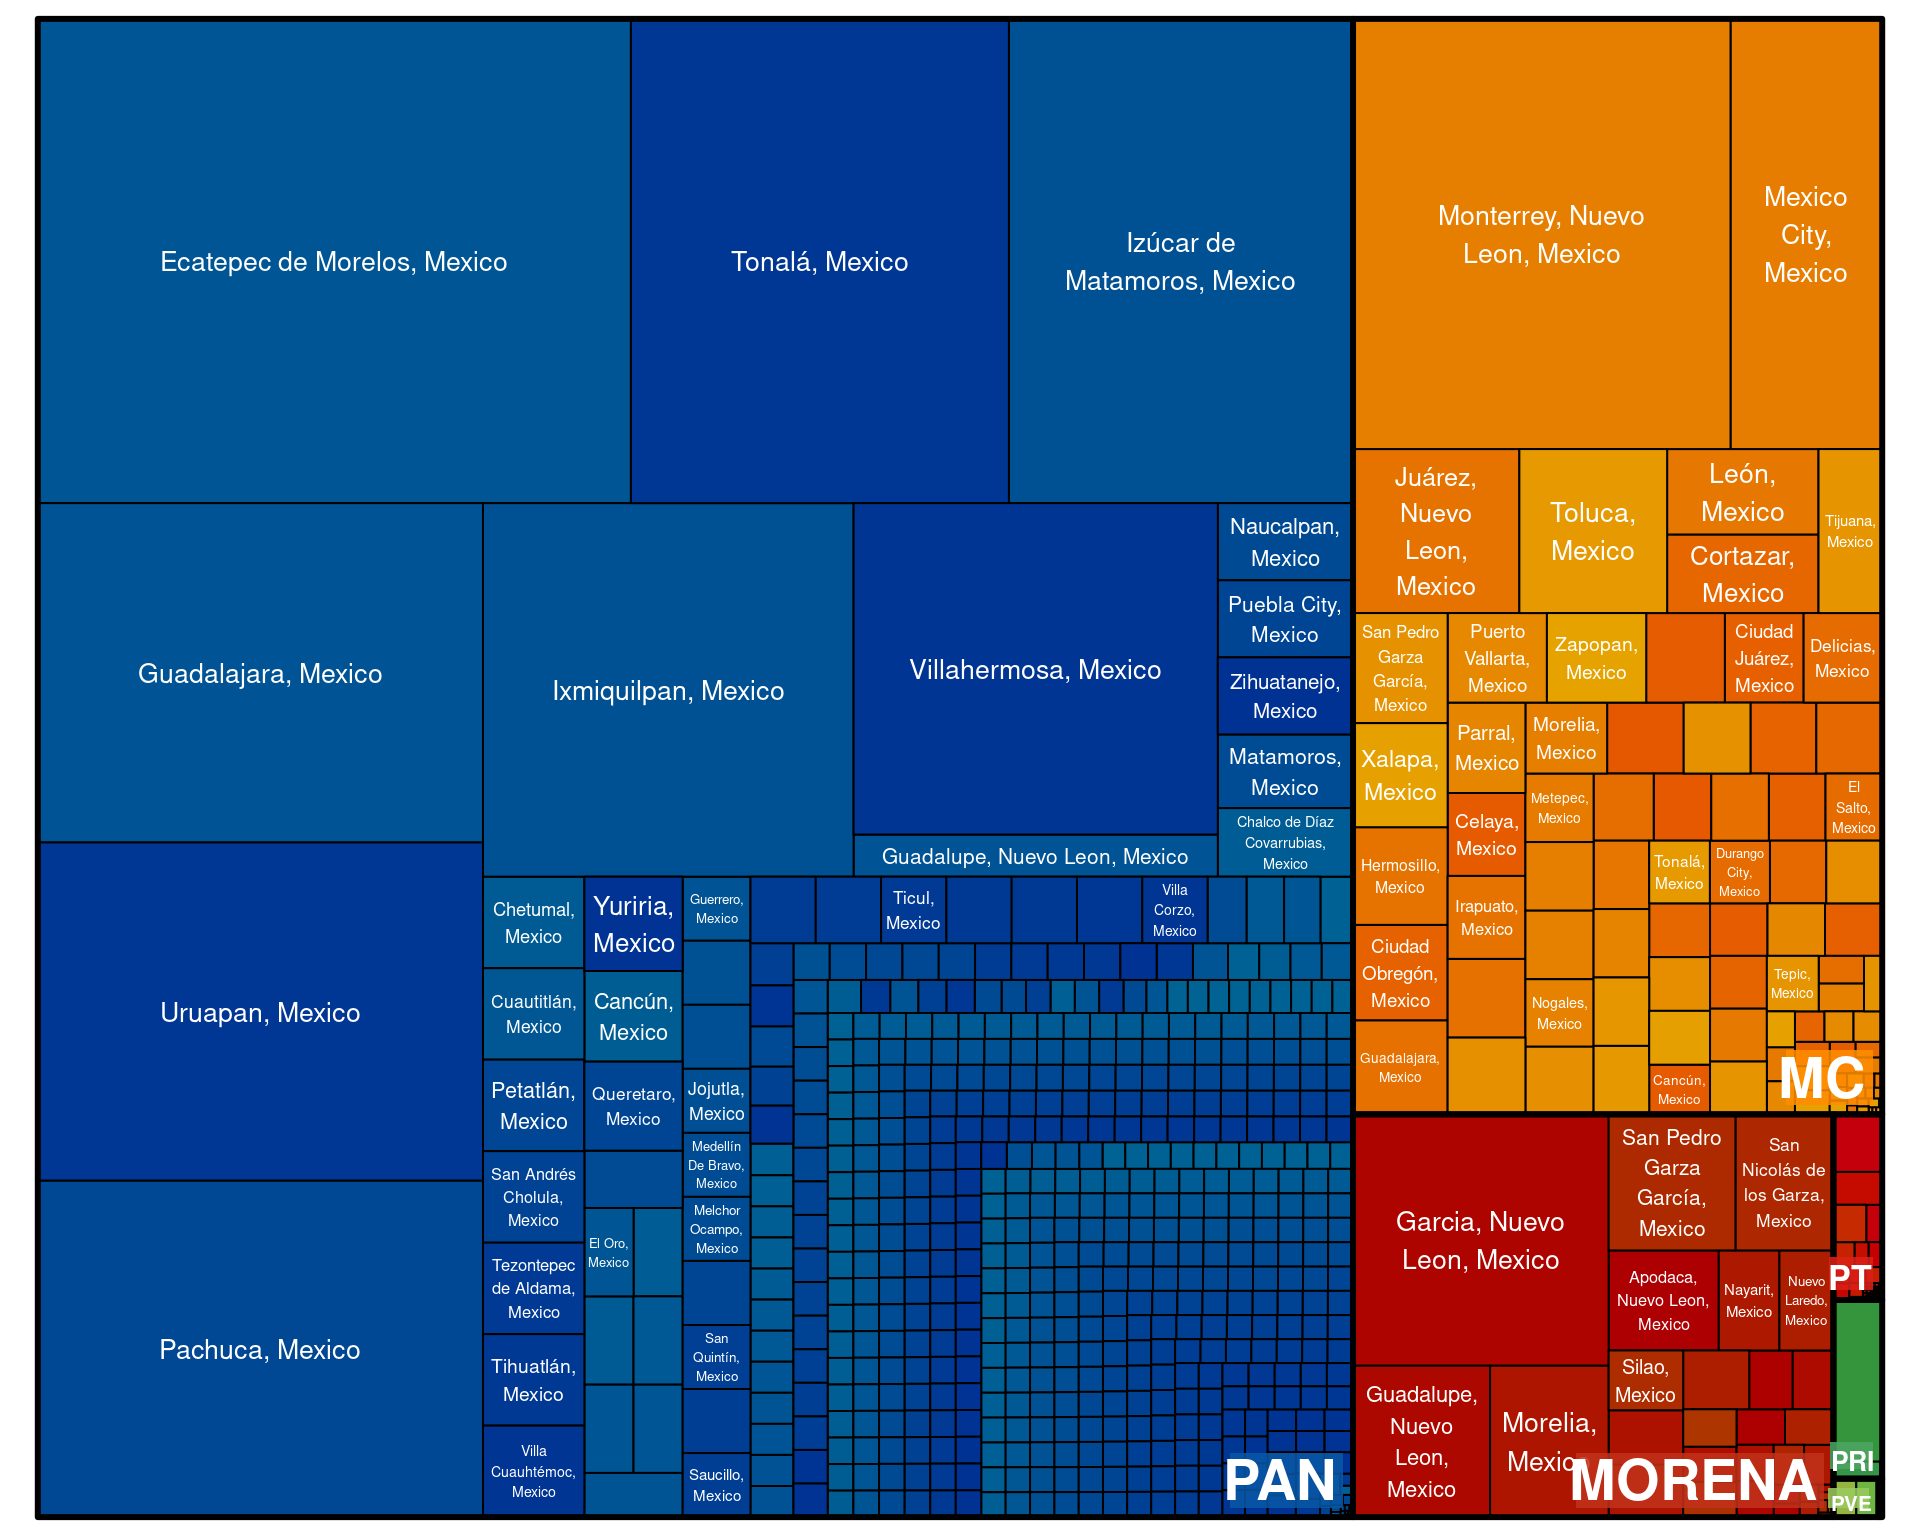 Ecatepec de Morelos, Mexico
Tonalá, Mexico
Izúcar de
Matamoros, Mexico
Guadalajara, Mexico
Ixmiquilpan, Mexico
Villahermosa, Mexico
Naucalpan,
Mexico
Puebla City,
Mexico
Zihuatanejo,
Mexico
Matamoros,
Mexico
Chalco de Díaz
Covarrubias,
Mexico
Guadalupe, Nuevo Leon, Mexico
Uruapan, Mexico
Pachuca, Mexico
Chetumal,
Mexico
Cuautitlán,
Mexico
Petatlán,
Mexico
San Andrés
Cholula,
Mexico
Tezontepec
de Aldama,
Mexico
Tihuatlán,
Mexico
Villa
Cuauhtémoc,
Mexico
Yuriria,
Mexico
Cancún,
Mexico
Queretaro,
Mexico
El Oro,
Mexico
Guerrero,
Mexico
Jojutla,
Mexico
Medellín
De Bravo,
Mexico
Melchor
Ocampo,
Mexico
San
Quintín,
Mexico
Saucillo,
Mexico
Ticul,
Mexico
Villa
Corzo,
Mexico
PAN
Monterrey, Nuevo
Leon, Mexico
Mexico
City,
Mexico
Juárez,
Nuevo
Leon,
Mexico
Toluca,
Mexico
León,
Mexico
Cortazar,
Mexico
Tijuana,
Mexico
San Pedro
Garza
García,
Mexico
Xalapa,
Mexico
Hermosillo,
Mexico
Ciudad
Obregón,
Mexico
Guadalajara,
Mexico
Puerto
Vallarta,
Mexico
Zapopan,
Mexico
Ciudad
Juárez,
Mexico
Delicias,
Mexico
Parral,
Mexico
Celaya,
Mexico
Irapuato,
Mexico
Morelia,
Mexico
Metepec,
Mexico
El
Salto,
Mexico
Tonalá,
Mexico
Durango
City,
Mexico
Nogales,
Mexico
Tepic,
Mexico
Cancún,
Mexico
MC
Garcia, Nuevo
Leon, Mexico
San Pedro
Garza
García,
Mexico
San
Nicolás de
los Garza,
Mexico
Apodaca,
Nuevo Leon,
Mexico
Nayarit,
Mexico
Nuevo
Laredo,
Mexico
Guadalupe,
Nuevo
Leon,
Mexico
Morelia,
Mexico
Silao,
Mexico
MORENA
PT
PRI
PVE